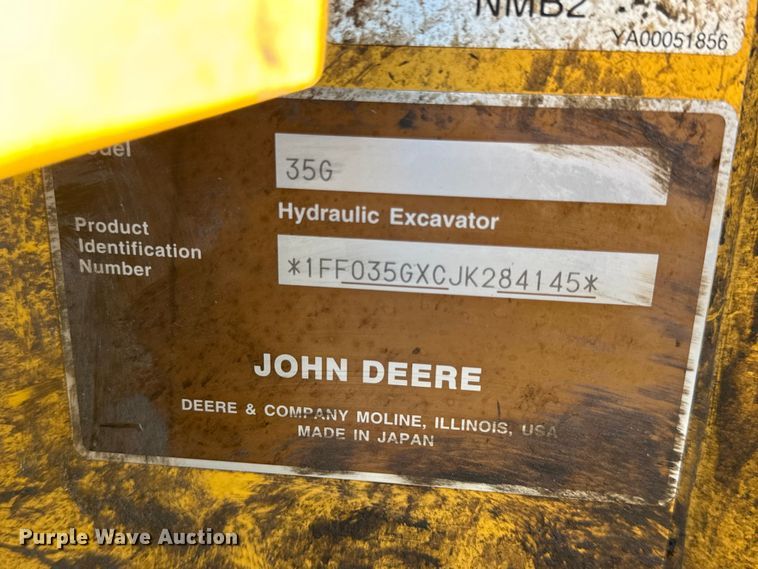 NMB2
YA00051856
35G
Hydraulic Excavator
Product
Identification
Number
*1FF035GXCJK284145*
JOHN DEERE
DEERE & COMPANY MOLINE, ILLINOIS, USA
MADE IN JAPAN
Purple Wave Auction